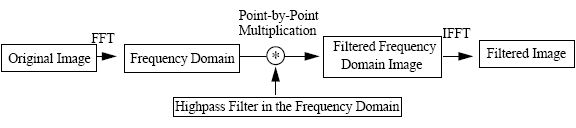 Point-by-Point
Multiplication
FFT
IFFT
Original Image
Frequency Domain
*
Filtered Frequency
Domain Image
Filtered Image
Highpass Filter in the Frequency Domain